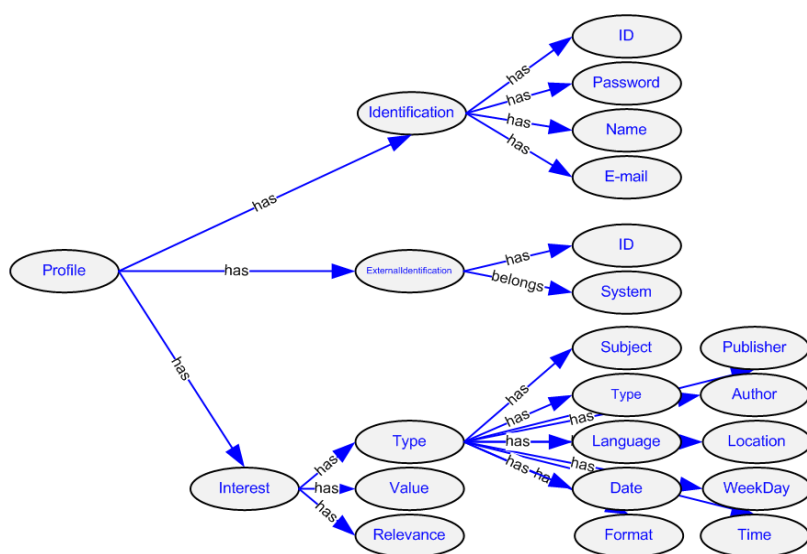 ID
has
Password
has
Identification
has
Name
has
E-mail
has
Profile
has
ExternalIdentification
has
ID
belongs
System
has
Subject
Publisher
has
Type
Author
has
has
Type
has
Language
Location
has
has
has
Interest
has
Value
Date
WeekDay
has
Relevance
Format
Time